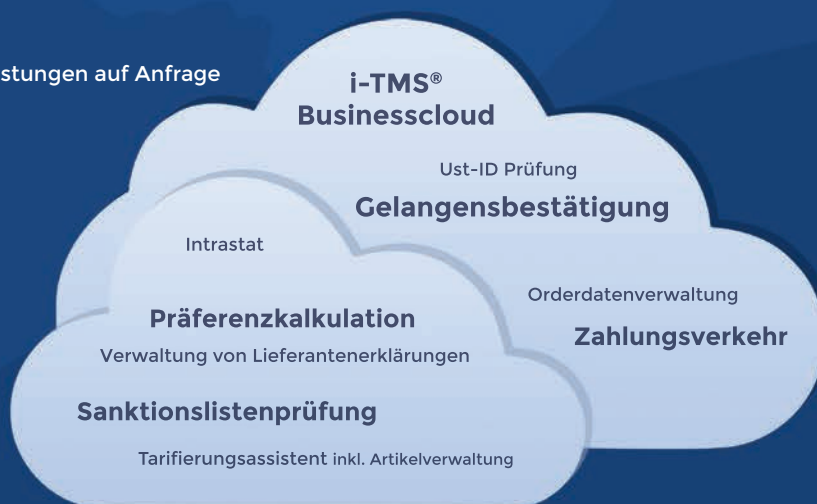 auf Anfrage
i-TMS®
Businesscloud
Ust-ID Prüfung
Gelangensbestätigung
Intrastat
Orderdatenverwaltung
Präferenzkalkulation
Zahlungsverkehr
Verwaltung von Lieferantenerklärungen
Sanktionslistenprüfung
Tarifierungsassistent inkl. Artikelverwaltung